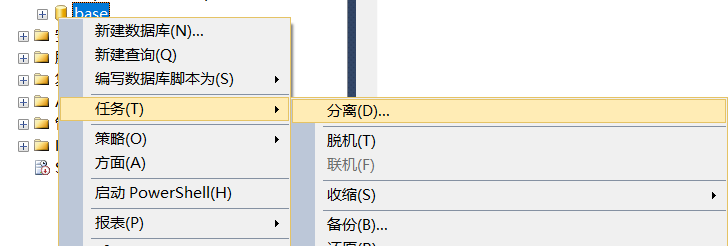 base
新建数据库(N)...
新建查询(Q)
编写数据库脚本为(S)
任务(T)
分离(D)...
脱机(T)
策略(O)
联机(F)
方面(A)
启动 PowerShell(H)
收缩(S)
报表(P)
备份(B)...